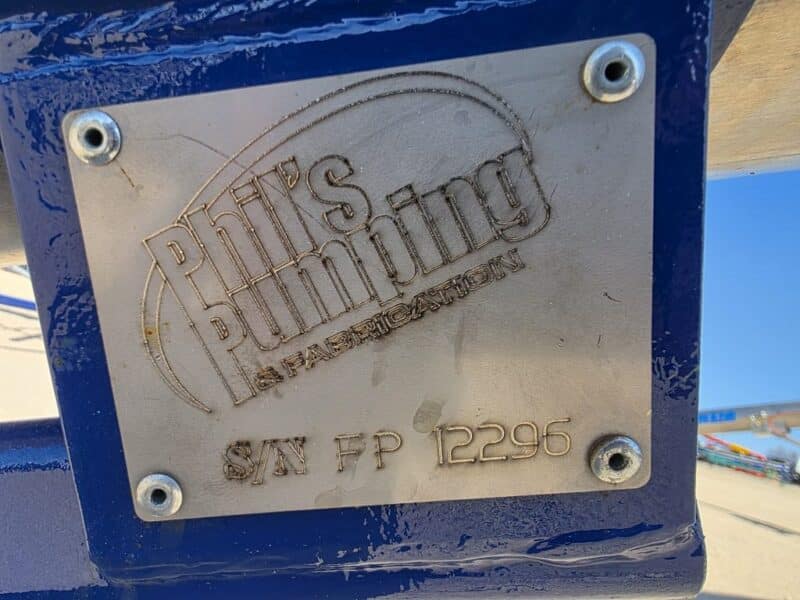 Phil's
Pumping
& FABRICATION
S/N FP 12296